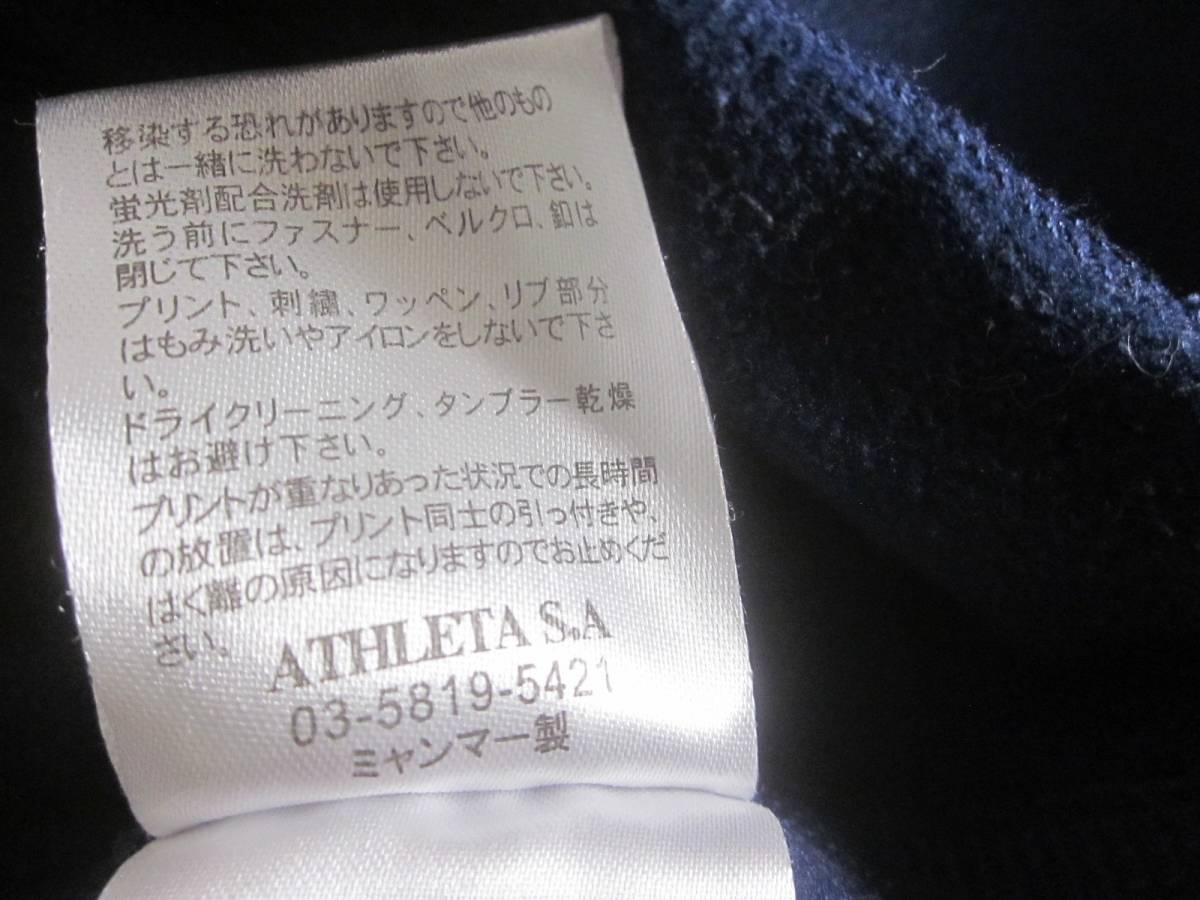 移染する恐れがありますので他のもの
とは一緒に洗わないで下さい。
蛍光剤配合洗剤は使用しないで下さい。
洗う前にファスナー、ベルクロ、釦は
閉じて下さい。
プリント、刺繍、ワッペン、リブ部分
はもみ洗いやアイロンをしないで下さ
い。
ドライクリーニング、タンブラー乾燥
はお避け下さい。
プリントが重なりあった状況での長時間
の放置は、プリント同士の引っ付きや、
はく離の原因になりますのでお止めくだ
さい。
ATHLETA S.A
03-5819-5421
ミャンマー製